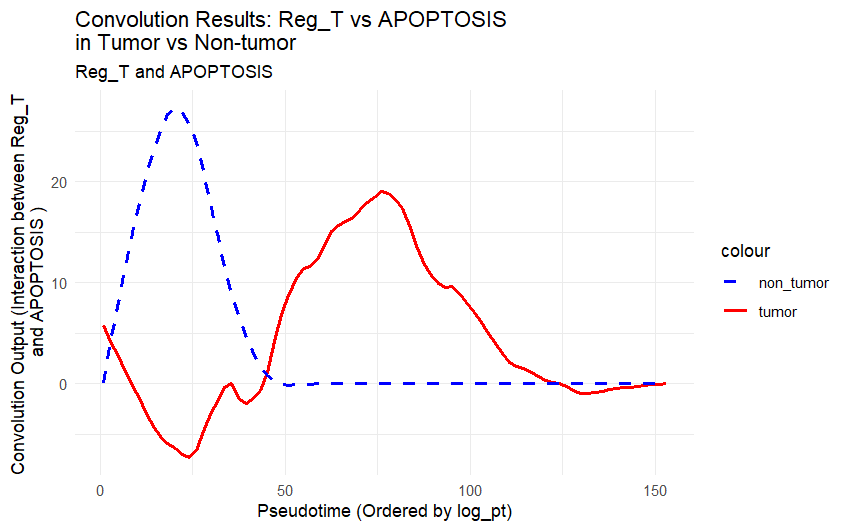 Convolution Results: Reg_T vs APOPTOSIS
in Tumor vs Non-tumor
Reg_T and APOPTOSIS
Convolution Output (Interaction between Reg_T
and APOPTOSIS )
20
10
0
0
50
100
150
Pseudotime (Ordered by log_pt)
colour
non_tumor
tumor